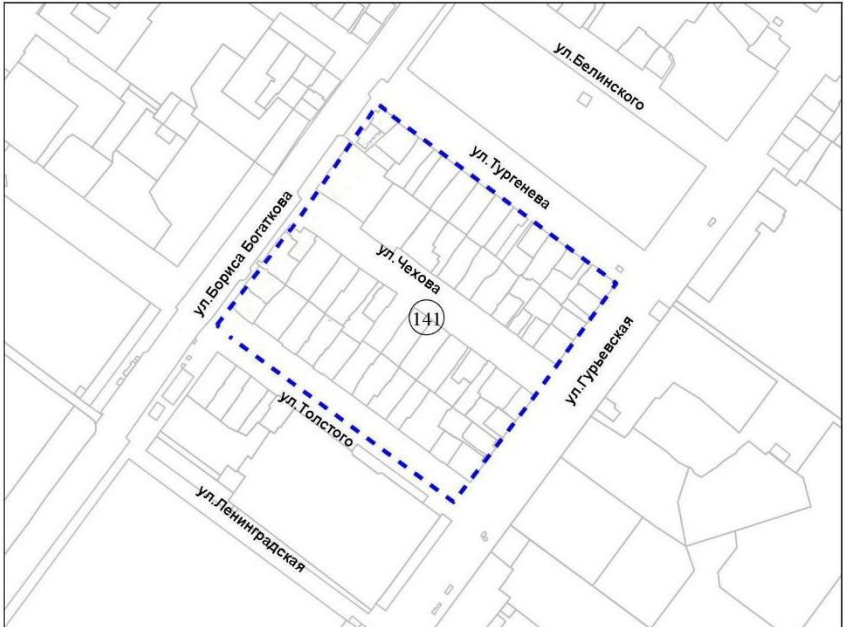 ул.Белинского
ул.Тургенева
ул.Бориса Богаткова
ул.Чехова
141
ул.Гурьевская
ул.Толстого
ул.Ленинградская